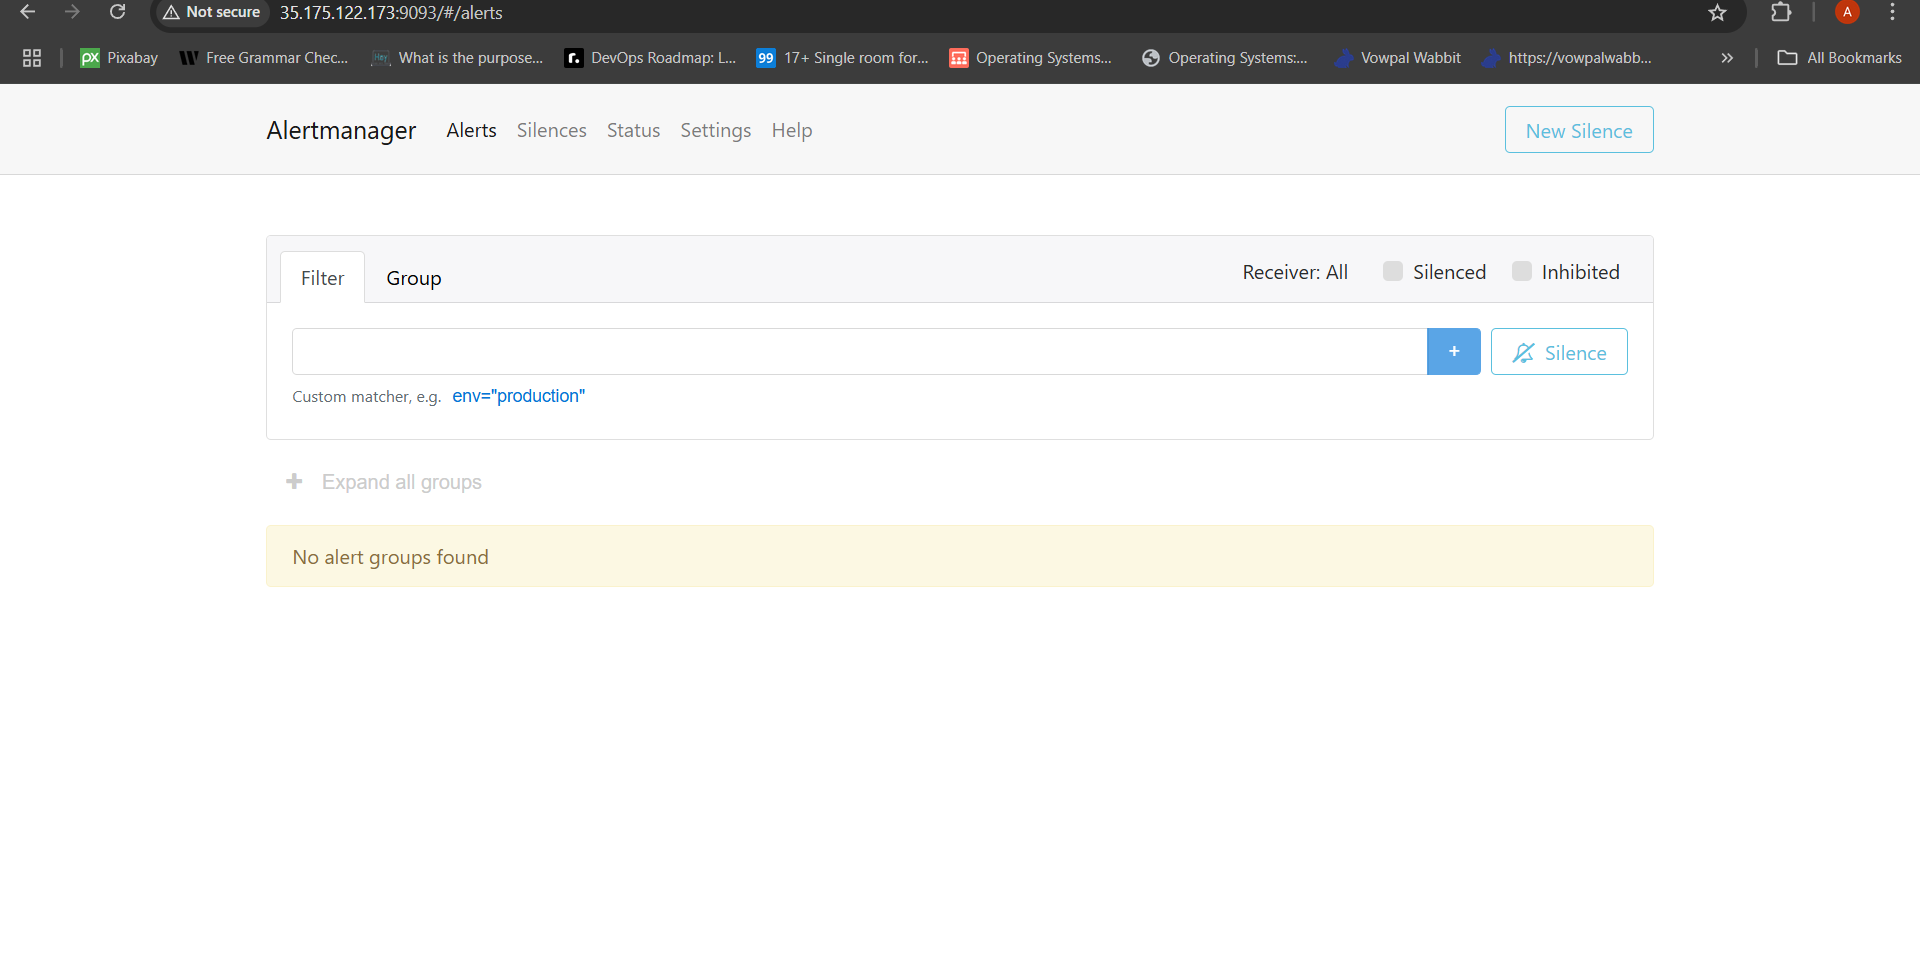 Not secure 35.175.122.173:9093/#/alerts A
px Pixabay W Free Grammar Chec... Hey What is the purpose... r. DevOps Roadmap: L... 99 17+ Single room for... Operating Systems... Operating Systems:... Vowpal Wabbit https://vowpalwabb... » All Bookmarks
Alertmanager Alerts Silences Status Settings Help New Silence
Filter Group Receiver: All Silenced Inhibited
+ Silence
Custom matcher, e.g. env="production"
+ Expand all groups
No alert groups found